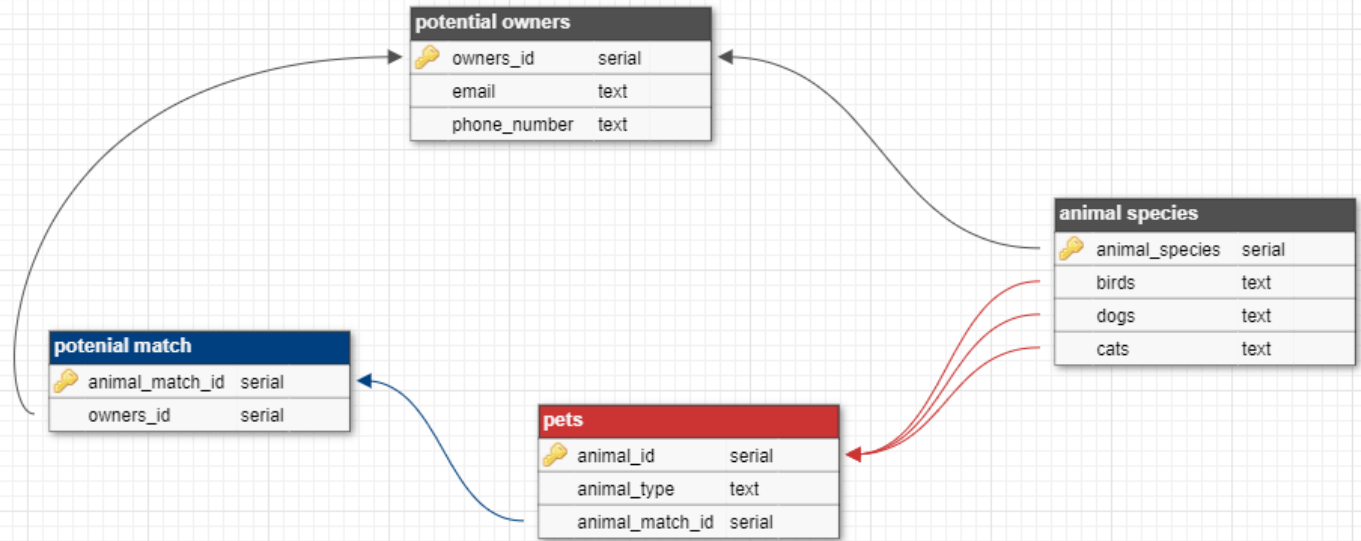 potential owners
owners_id serial
email text
phone_number text
animal species
animal_species serial
birds text
dogs text
cats text
potenial match
animal_match_id serial
owners_id serial
pets
animal_id serial
animal_type text
animal_match_id serial